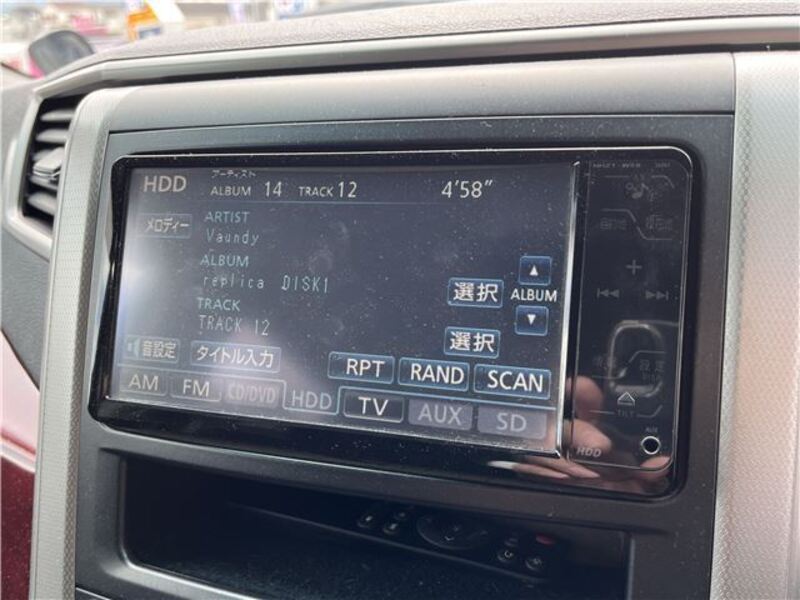 HDD アーティスト
ALBUM 14 TRACK 12 4'58"
メロディー
ARTIST
Vaundy
ALBUM
replica DISK1
TRACK
TRACK 12
選択
ALBUM
選択
音設定 タイトル入力
RPT RAND SCAN
AM FM CD/DVD HDD TV AUX SD
TILT
AUX
HDD